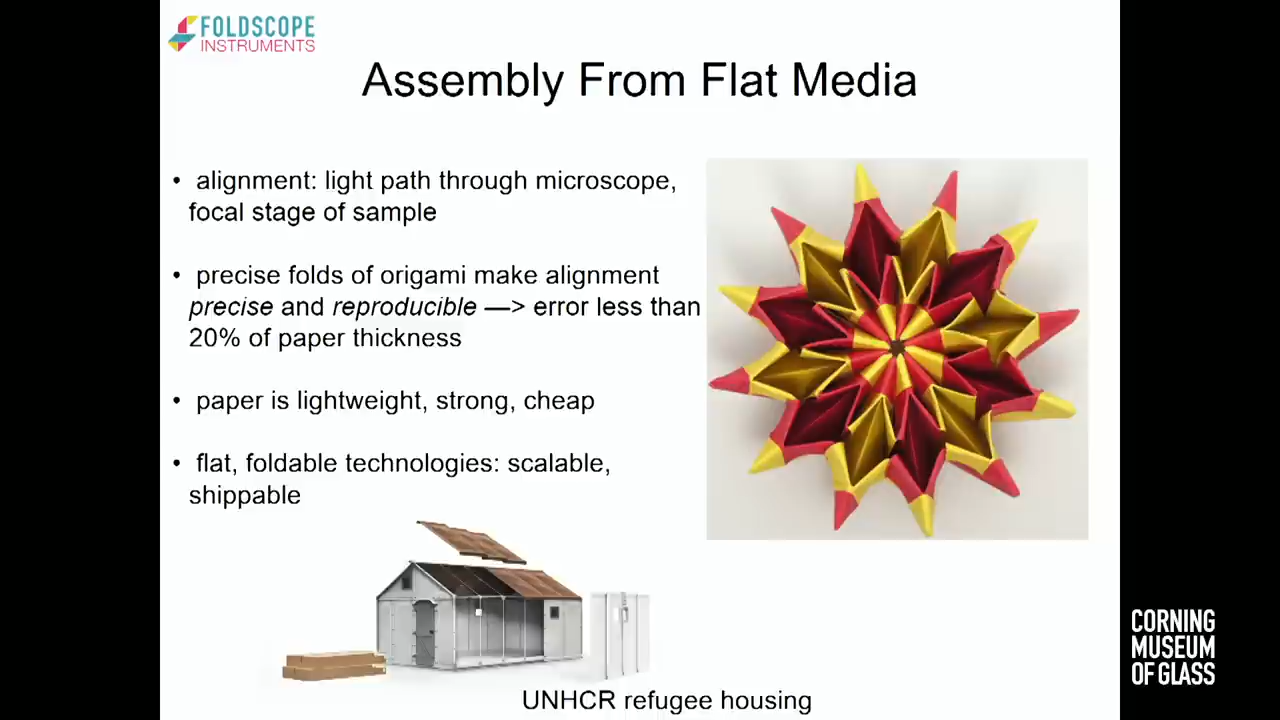 FOLDSCOPE
INSTRUMENTS
Assembly From Flat Media
• alignment: light path through microscope,
focal stage of sample
• precise folds of origami make alignment
precise and reproducible —> error less than
20% of paper thickness
• paper is lightweight, strong, cheap
• flat, foldable technologies: scalable,
shippable
UNHCR refugee housing
CORNING
MUSEUM
OF GLASS